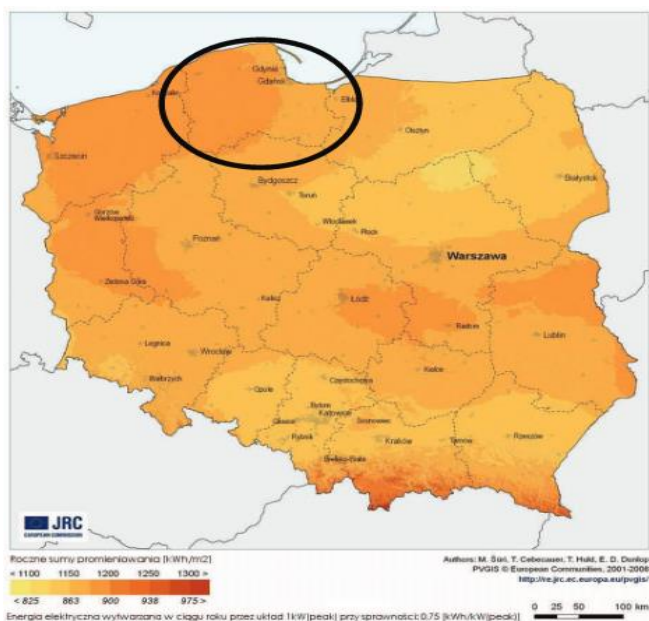 Gdynia
Gdańsk
Elbląg
Koszalin
Olsztyn
Szczecin
Białystok
Bydgoszcz
Toruń
Gorzów
Wielkopolski
Włocławek
Płock
Poznań
Warszawa
Zielona Góra
Kalisz
Łódź
Radom
Lublin
Legnica
Wrocław
Wałbrzych
Kielce
Częstochowa
Opole
Bytom
Katowice
Gliwice
Sosnowiec
Rybnik
Kraków
Tarnów
Rzeszów
Bielsko-Biała
JRC
EUROPEAN COMMISSION
Roczne sumy promieniowania [kWh/m2]
< 1100 1150 1200 1250 1300 >
< 825 863 900 938 975 >
Authors: M. Šúri, T. Cebecauer, T. Huld, E. D. Dunlop
PVGIS © European Communities, 2001-2008
http://re.jrc.ec.europa.eu/pvgis/
0 25 50 100 km
Energia elektryczna wytwarzana w ciągu roku przez układ 1kW[peak] przy sprawności: 0,75 [kWh/kW[peak]]